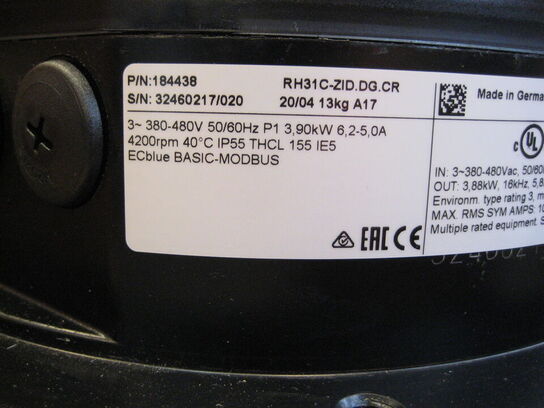 P/N:184438 RH31C-ZID.DG.CR Made in German
S/N: 32460217/020 20/04 13kg A17
3~ 380-480V 50/60Hz P1 3,90kW 6,2-5,0A
4200rpm 40°C IP55 THCL 155 IE5
ECblue BASIC-MODBUS
EAC CE
c UL
IN: 3~380-480Vac, 50/60
OUT: 3,88kW, 16kHz, 5,8
Environm. type rating 3, m
MAX. RMS SYM AMPS: 10
Multiple rated equipment. S